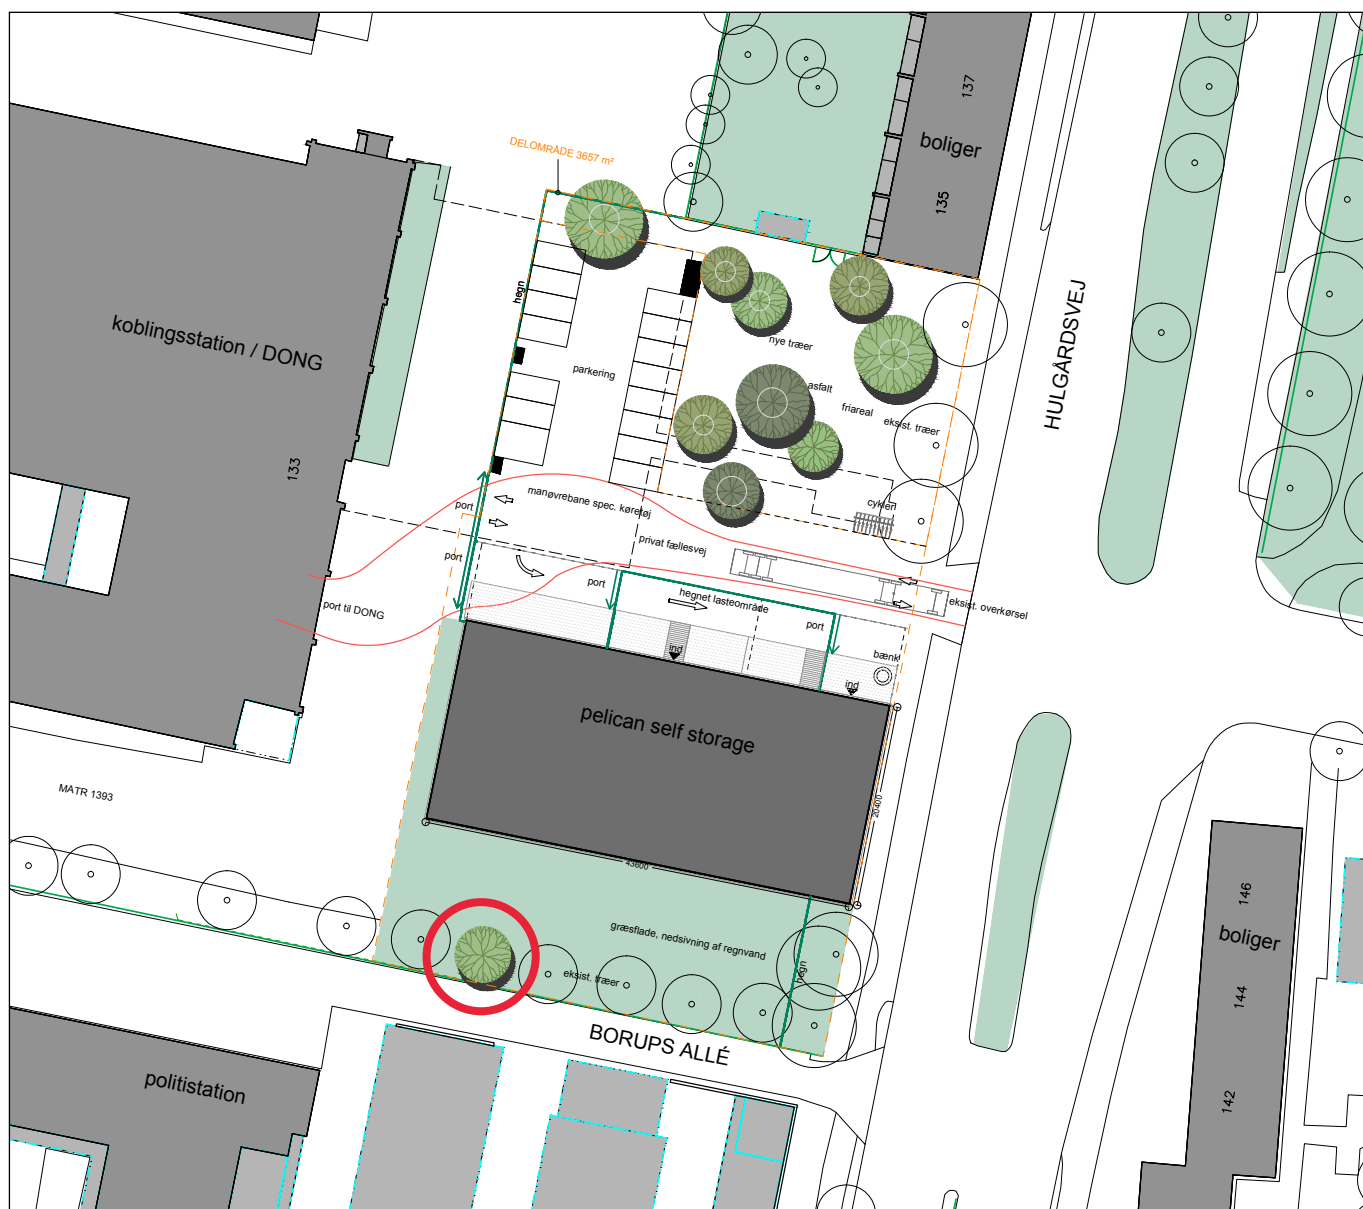 137
boliger
135
DELOMRÅDE 3657 m²
koblingsstation / DONG
133
hegn
parkering
nye træer
asfalt
friareal
eksist. træer
HULGÅRDSVEJ
cykler
port
manøvrebane spec. køretøj
privat fællesvej
port
port
hegnet lasteområde
port
eksist. overkørsel
port til DONG
ind
bænk
ind
pelican self storage
20400
43600
MATR 1393
græsflade, nedsivning af regnvand
eksist. træer
hegn
BORUPS ALLÉ
politistation
146
boliger
144
142